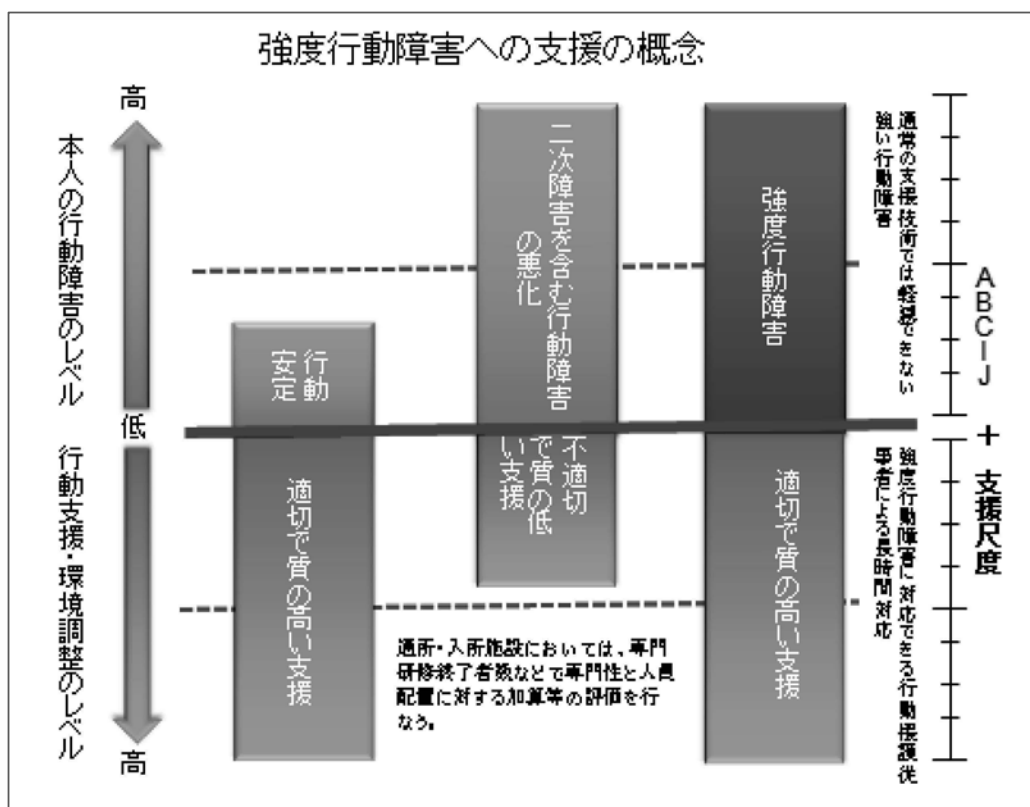 強度行動障害への支援の概念
高
本人の行動障害のレベル
低
行動支援・環境調整のレベル
高
行動
安定
適切で質の高い支援
二次障害を含む行動障害
の悪化
不適切
で質の低
い支援
強度行動障害
適切で質の高い支援
通所・入所施設においては、専門
研修終了者数などで専門性と人員
配置に対する加算等の評価を行
なう。
通常の支援技術では軽減できない
強い行動障害
強度行動障害に対応できる行動援護従
事者による長時間対応
ABCIJ
+
支援尺度